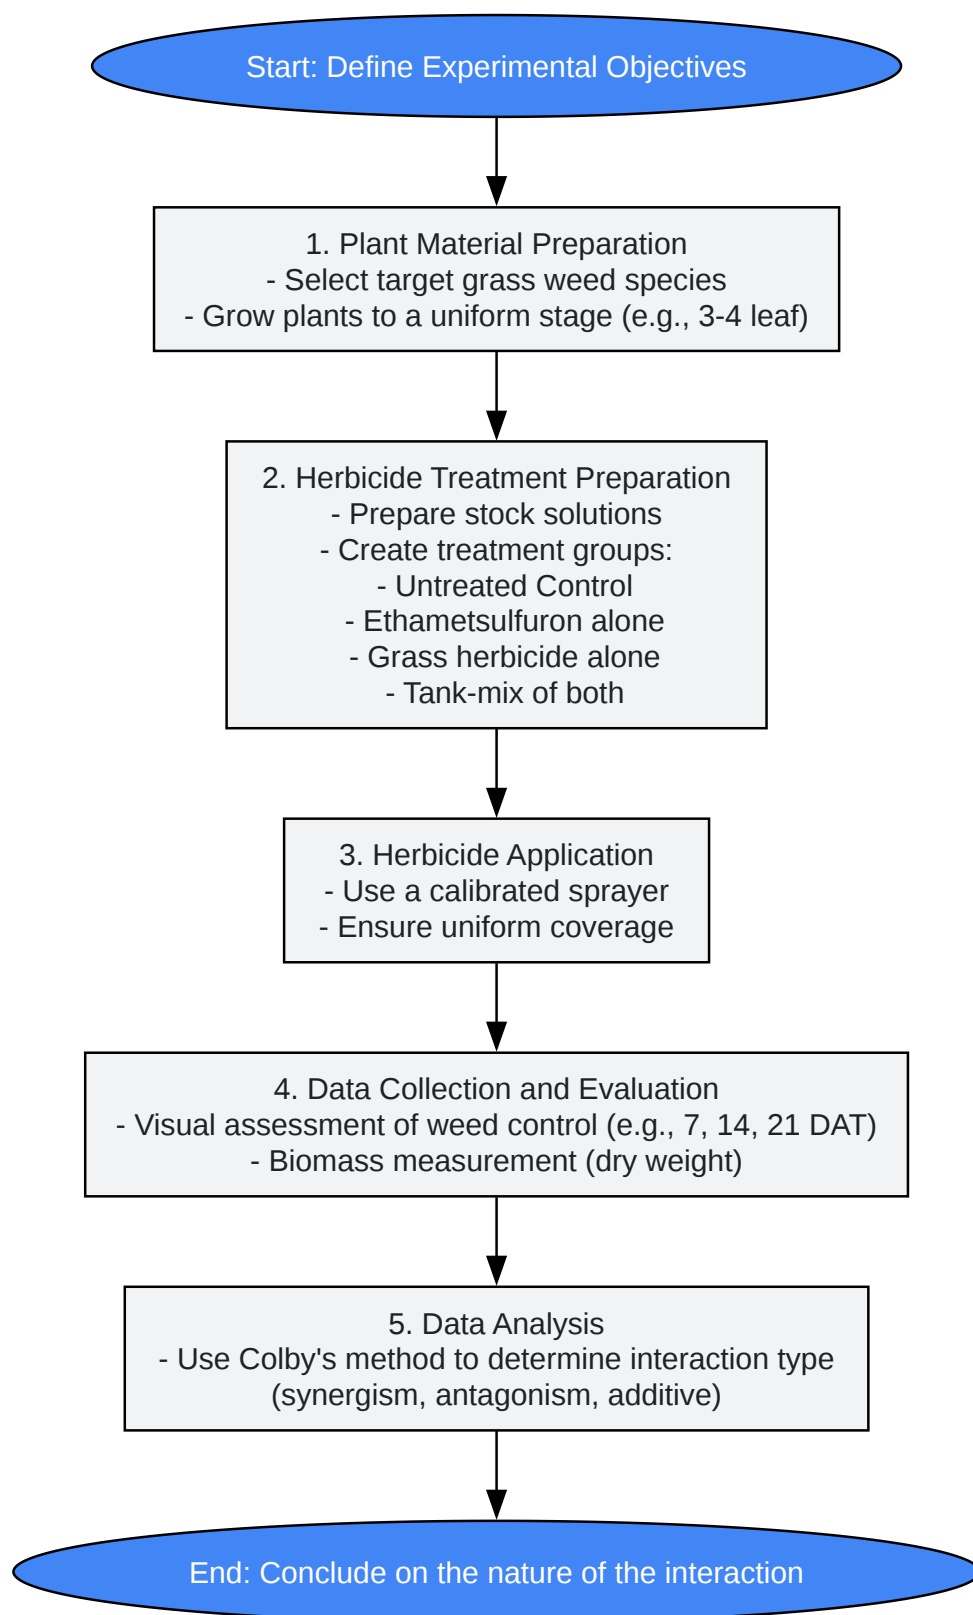 Start: Define Experimental Objectives
1. Plant Material Preparation
- Select target grass weed species
- Grow plants to a uniform stage (e.g., 3-4 leaf)
2. Herbicide Treatment Preparation
- Prepare stock solutions
- Create treatment groups:
- Untreated Control
- Ethametsulfuron alone
- Grass herbicide alone
- Tank-mix of both
3. Herbicide Application
- Use a calibrated sprayer
- Ensure uniform coverage
4. Data Collection and Evaluation
- Visual assessment of weed control (e.g., 7, 14, 21 DAT)
- Biomass measurement (dry weight)
5. Data Analysis
- Use Colby's method to determine interaction type
(synergism, antagonism, additive)
End: Conclude on the nature of the interaction